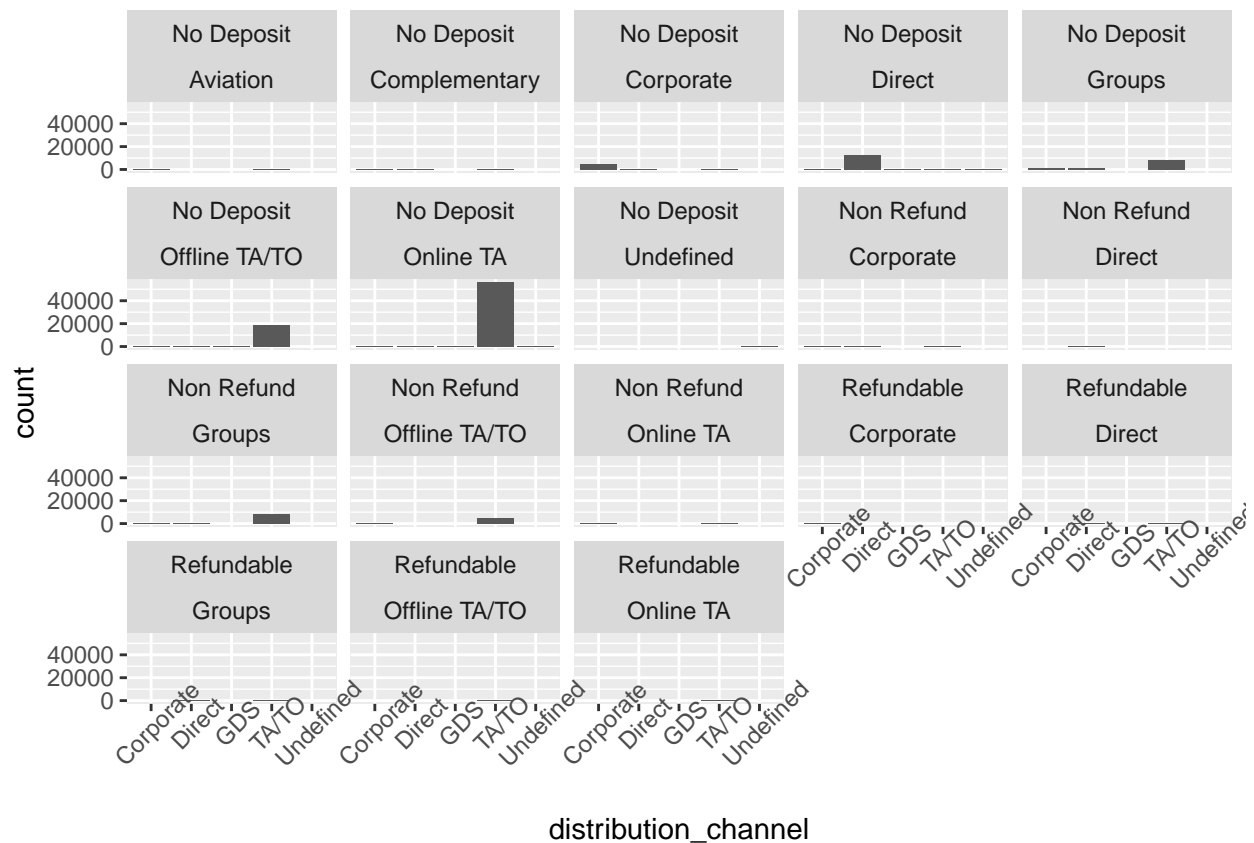 No Deposit No Deposit No Deposit No Deposit No Deposit
Aviation Complementary Corporate Direct Groups
40000
20000
0
No Deposit No Deposit No Deposit Non Refund Non Refund
Offline TA/TO Online TA Undefined Corporate Direct
40000
20000
0
count
Non Refund Non Refund Non Refund Refundable Refundable
Groups Offline TA/TO Online TA Corporate Direct
40000
20000
0
Corporate Direct GDS TA/TO Undefined Corporate Direct GDS TA/TO Undefined
Refundable Refundable Refundable
Groups Offline TA/TO Online TA
40000
20000
0
Corporate Direct GDS TA/TO Undefined Corporate Direct GDS TA/TO Undefined Corporate Direct GDS TA/TO Undefined
distribution_channel